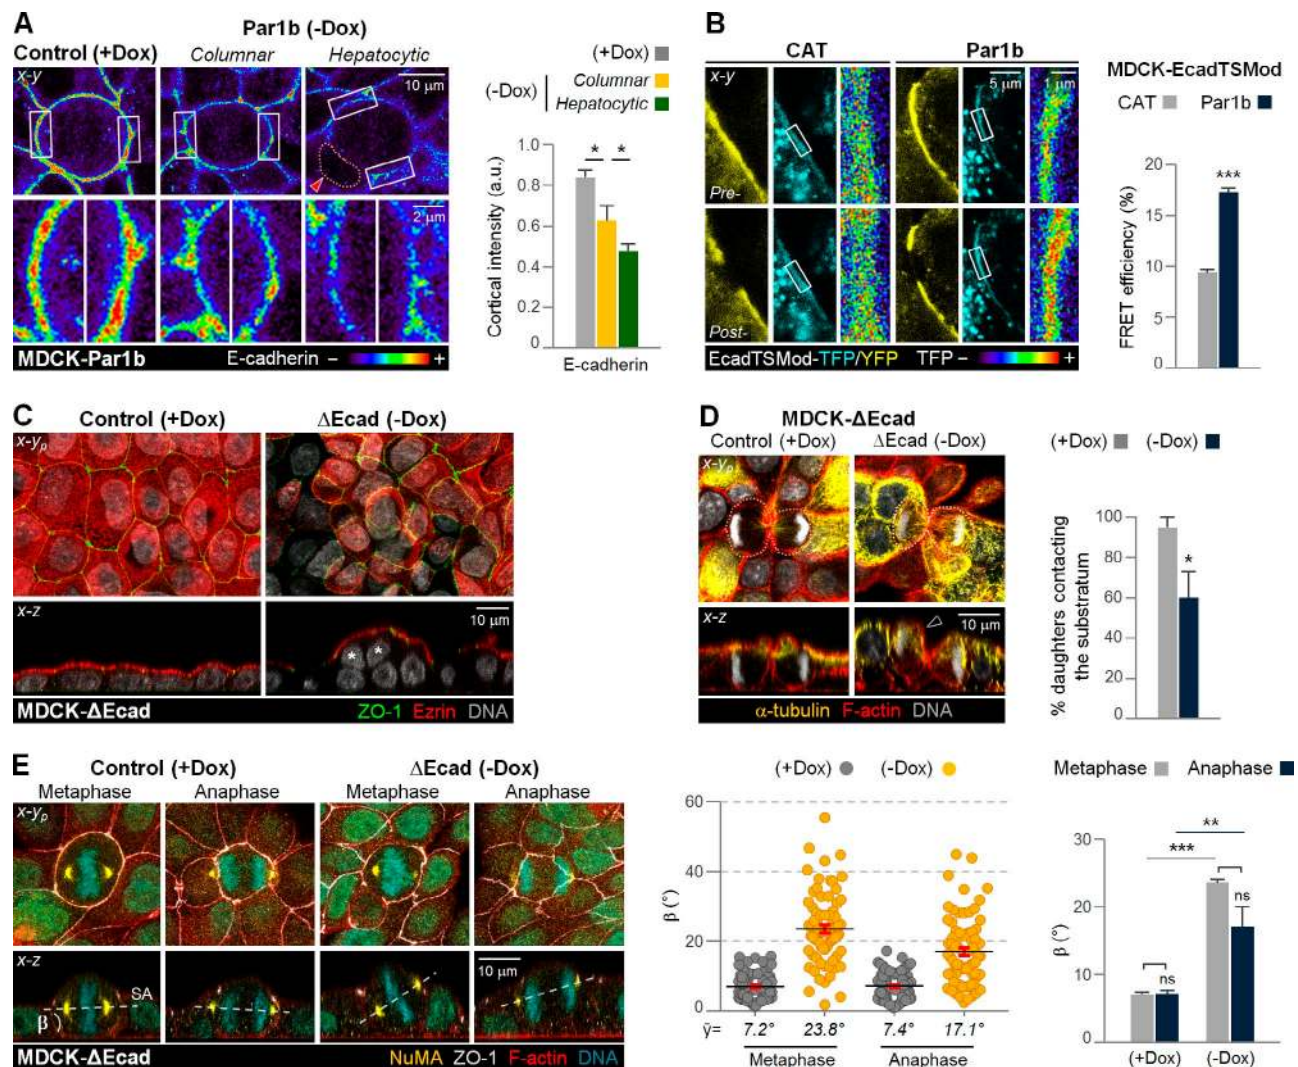 A
Par1b (-Dox)
Control (+Dox) Columnar Hepatocytic
x-y
10 μm
2 μm
MDCK-Par1b E-cadherin – +
(+Dox)
(-Dox) Columnar
Hepatocytic
Cortical intensity (a.u.)
1.0
0.8
0.6
0.4
0.2
0
* *
E-cadherin
B
CAT Par1b
x-y
5 μm 1 μm
Pre-
Post-
EcadTSMod-TFP/YFP TFP – +
MDCK-EcadTSMod
CAT Par1b
FRET efficiency (%)
20
15
10
5
0
***
C
Control (+Dox) ΔEcad (-Dox)
x-yp
x-z
10 μm
* *
MDCK-ΔEcad ZO-1 Ezrin DNA
D
MDCK-ΔEcad
Control (+Dox) ΔEcad (-Dox)
x-yp
x-z
10 μm
α-tubulin F-actin DNA
(+Dox) (-Dox)
% daughters contacting
the substratum
100
80
60
40
20
0
*
E
Control (+Dox) ΔEcad (-Dox)
Metaphase Anaphase Metaphase Anaphase
x-yp
x-z
SA
β
10 μm
MDCK-ΔEcad NuMA ZO-1 F-actin DNA
(+Dox) (-Dox)
β (°)
60
40
20
0
ȳ= 7.2° 23.8° 7.4° 17.1°
Metaphase Anaphase
Metaphase Anaphase
β (°)
30
20
10
0
**
***
ns
ns
(+Dox) (-Dox)